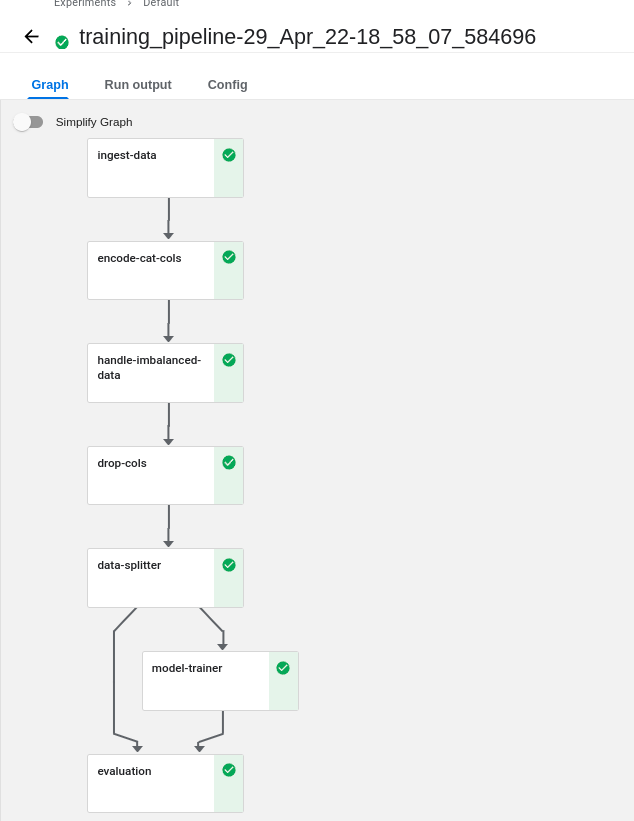 Experiments > Default
training_pipeline-29_Apr_22-18_58_07_584696
Graph Run output Config
Simplify Graph
ingest-data
encode-cat-cols
handle-imbalanced-
data
drop-cols
data-splitter
model-trainer
evaluation